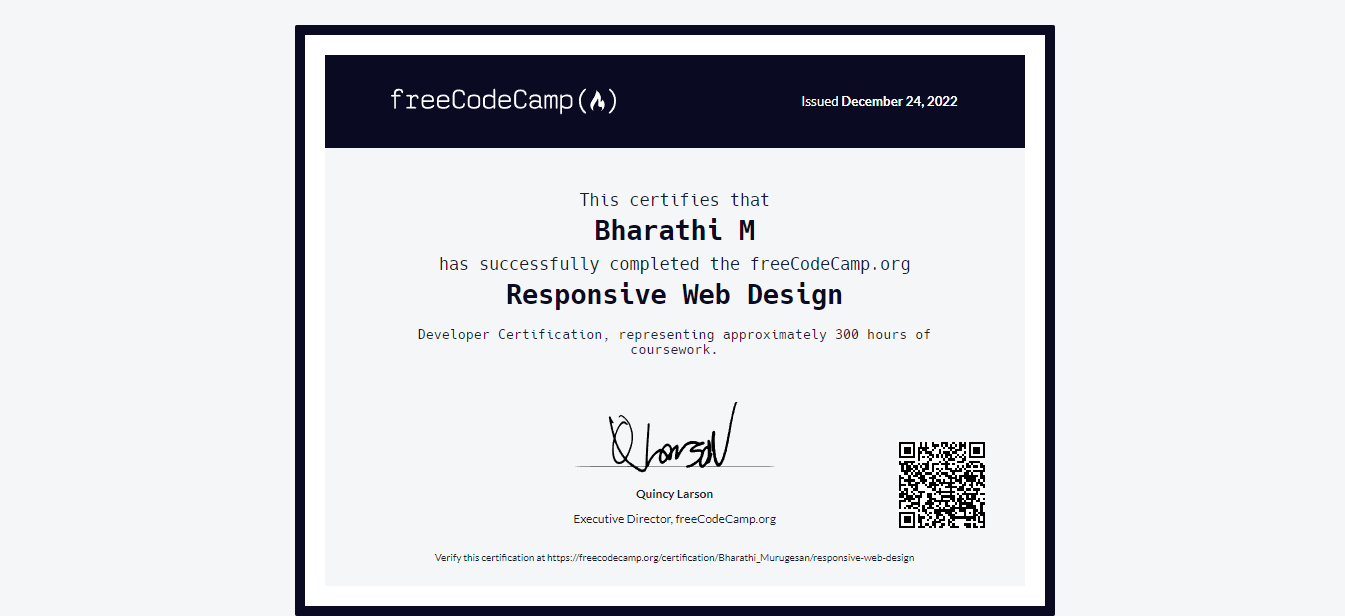 freeCodeCamp
Issued December 24, 2022
This certifies that
Bharathi M
has successfully completed the freeCodeCamp.org
Responsive Web Design
Developer Certification, representing approximately 300 hours of
coursework.
Q Larson
Quincy Larson
Executive Director, freeCodeCamp.org
Verify this certification at https://freecodecamp.org/certification/Bharathi_Murugesan/responsive-web-design